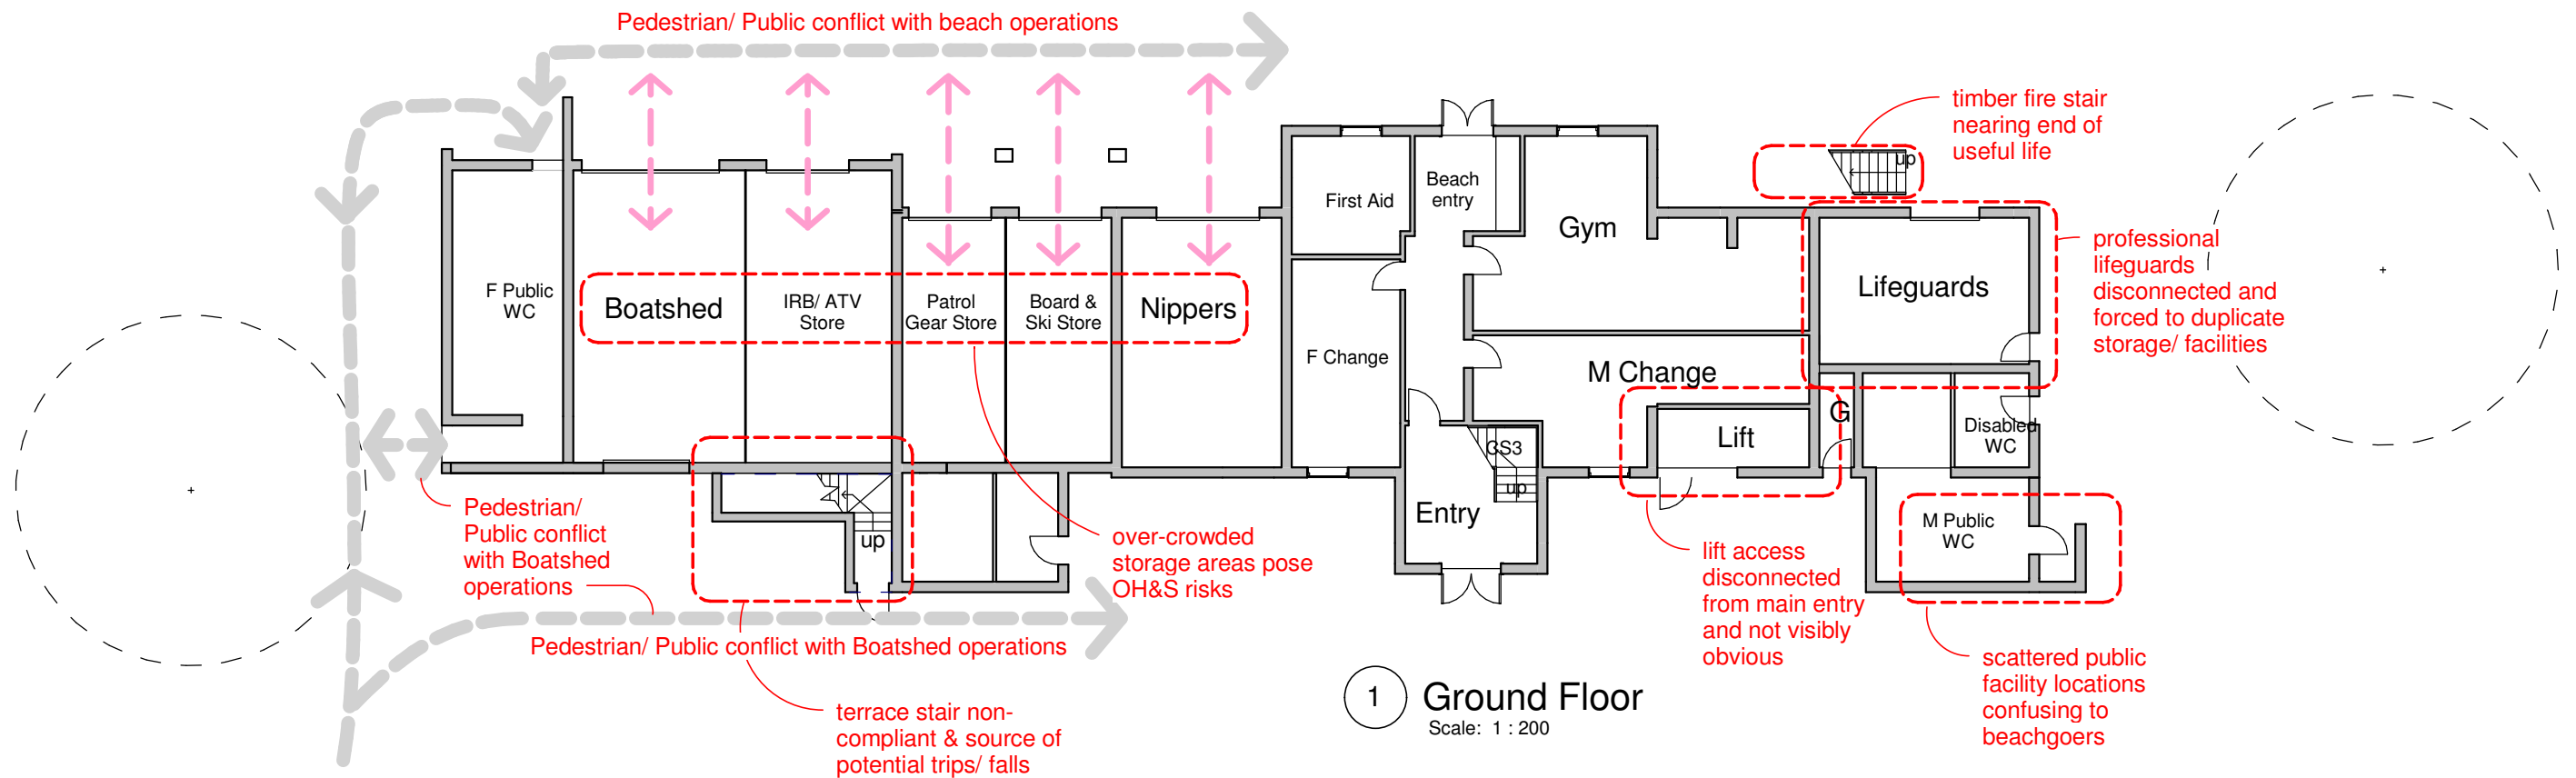 Pedestrian/ Public conflict with beach operations
timber fire stair
nearing end of
useful life
up
First Aid
Beach
entry
Gym
professional
lifeguards
disconnected and
forced to duplicate
storage/ facilities
Lifeguards
F Public
WC
Boatshed
IRB/ ATV
Store
Patrol
Gear Store
Board &
Ski Store
Nippers
F Change
M Change
G
Disabled
WC
Lift
GS3
up
Entry
M Public
WC
Pedestrian/
Public conflict
with Boatshed
operations
up
over-crowded
storage areas pose
OH&S risks
lift access
disconnected
from main entry
and not visibly
obvious
Pedestrian/ Public conflict with Boatshed operations
scattered public
facility locations
confusing to
beachgoers
terrace stair non-
compliant & source of
potential trips/ falls
1
Ground Floor
Scale: 1 : 200